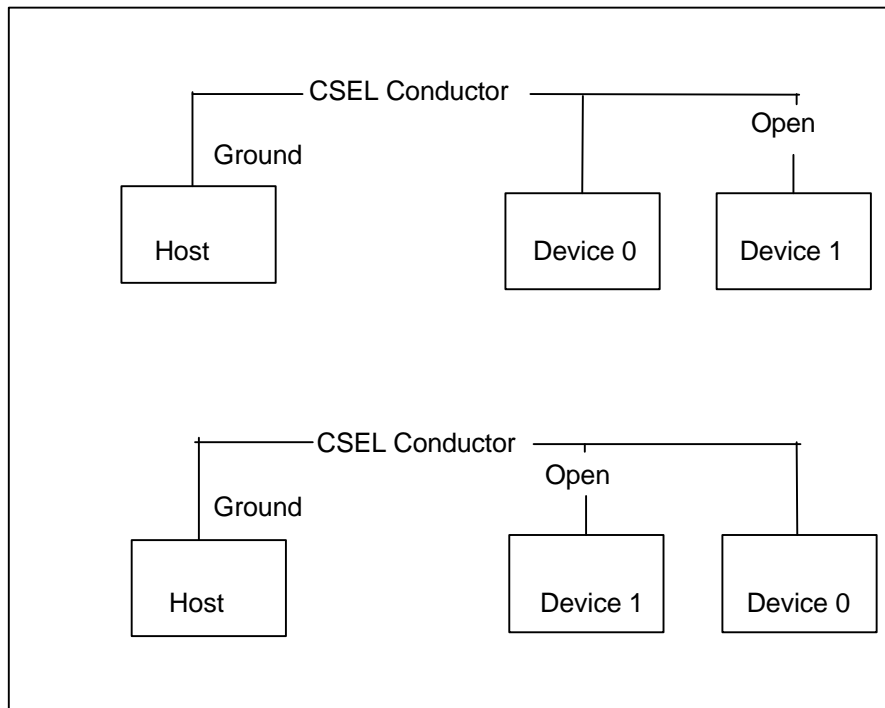 CSEL Conductor
Open
Ground
Host
Device 0
Device 1
CSEL Conductor
Open
Ground
Host
Device 1
Device 0